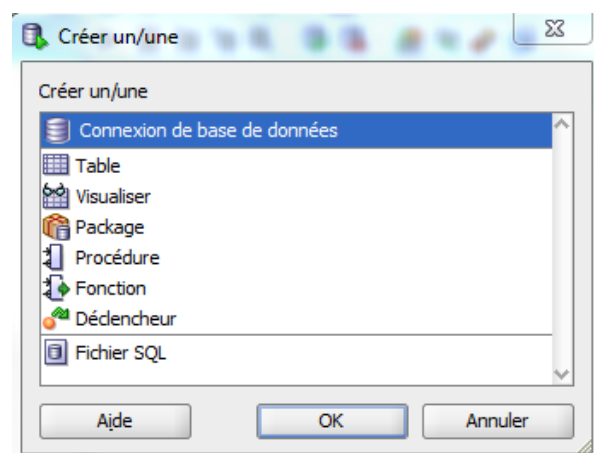 Créer un/une
Créer un/une
Connexion de base de données
Table
Visualiser
Package
Procédure
Fonction
Déclencheur
Fichier SQL
Aide
OK
Annuler